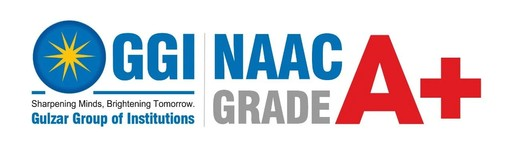 GGI
Sharpening Minds, Brightening Tomorrow.
Gulzar Group of Institutions
NAAC
GRADE A+